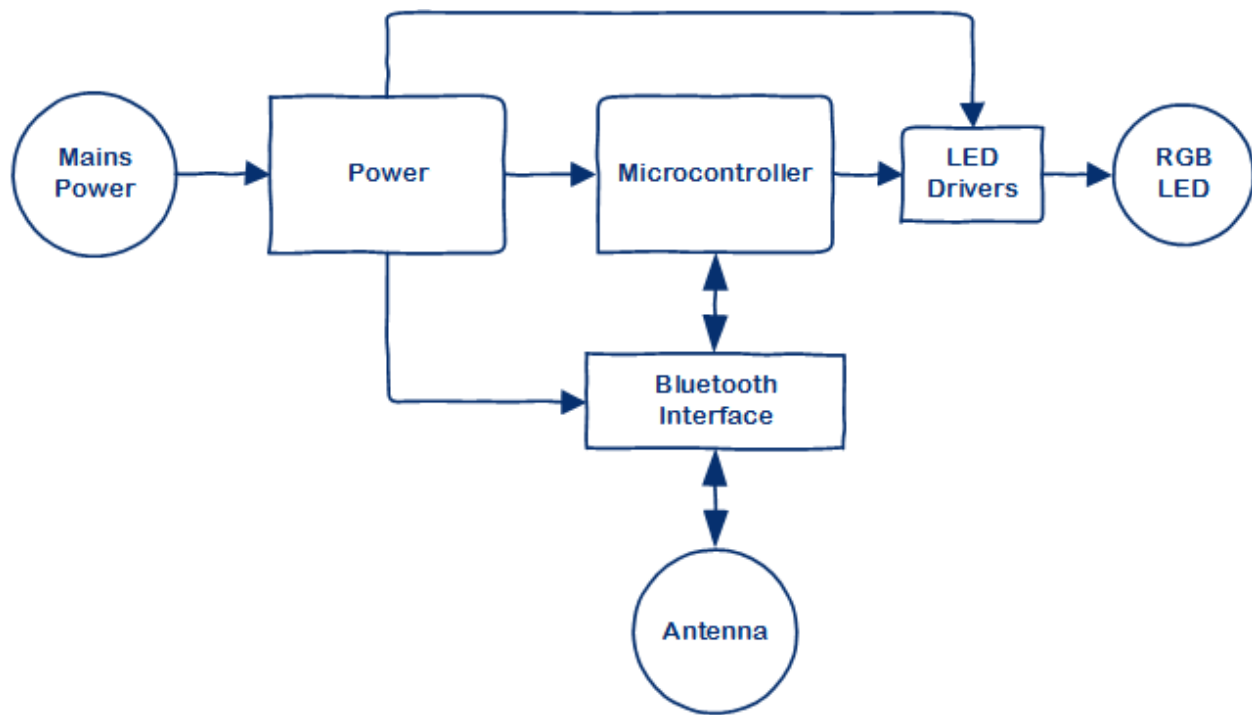 Mains
Power
Power
Microcontroller
LED
Drivers
RGB
LED
Bluetooth
Interface
Antenna